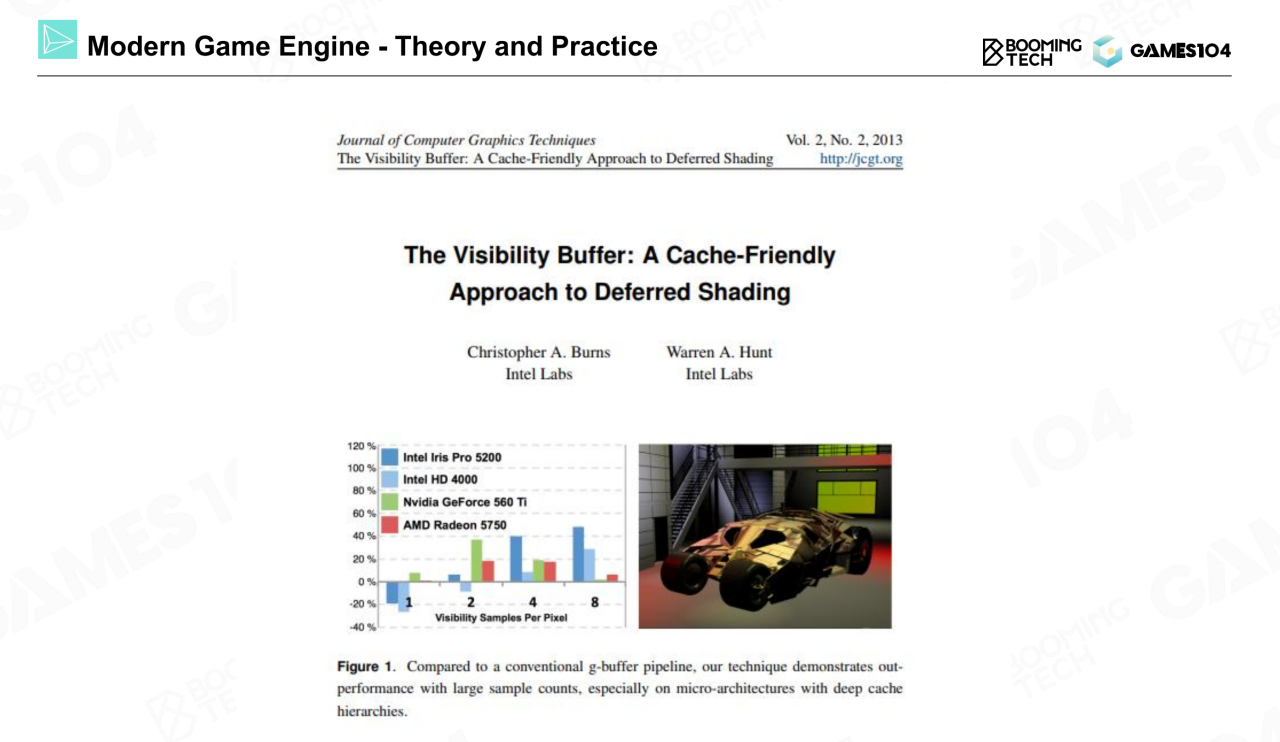 Modern Game Engine - Theory and Practice
BOOMING
TECH
GAMES104
Journal of Computer Graphics Techniques Vol. 2, No. 2, 2013
The Visibility Buffer: A Cache-Friendly Approach to Deferred Shading http://jcgt.org
The Visibility Buffer: A Cache-Friendly
Approach to Deferred Shading
Christopher A. Burns Warren A. Hunt
Intel Labs Intel Labs
120 %
100 %
80 %
60 %
40 %
20 %
0 %
-20 %
-40 %
Intel Iris Pro 5200
Intel HD 4000
Nvidia GeForce 560 Ti
AMD Radeon 5750
1 2 4 8
Visibility Samples Per Pixel
Figure 1. Compared to a conventional g-buffer pipeline, our technique demonstrates out-
performance with large sample counts, especially on micro-architectures with deep cache
hierarchies.